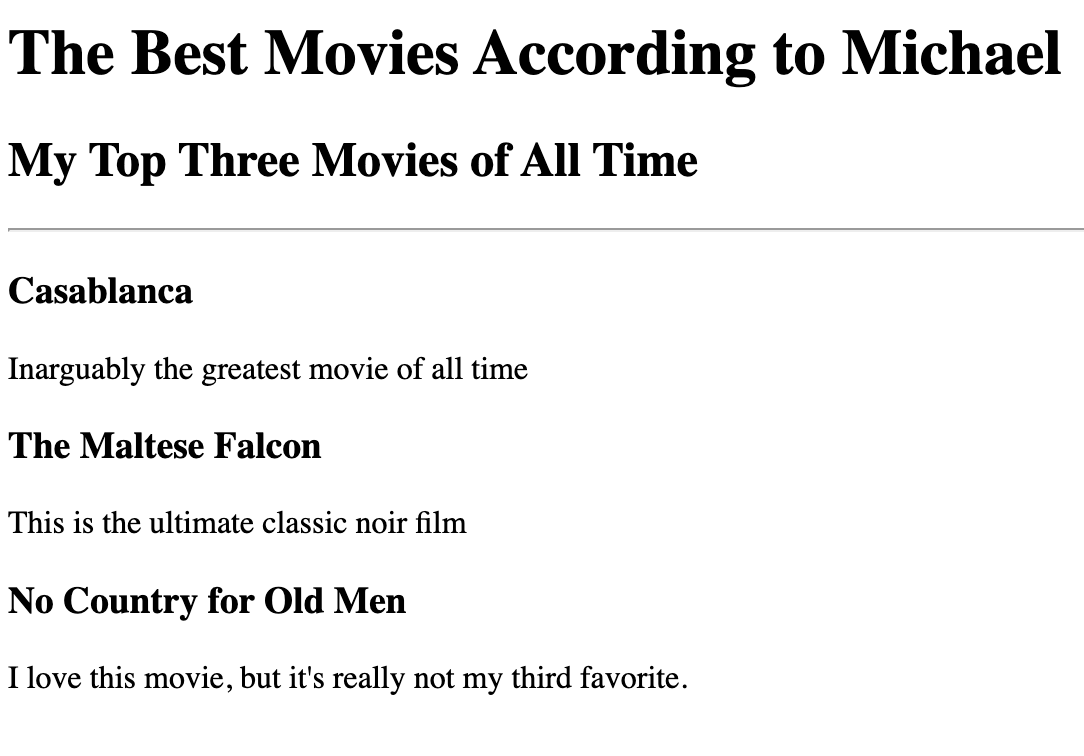 The Best Movies According to Michael
My Top Three Movies of All Time
Casablanca
Inarguably the greatest movie of all time
The Maltese Falcon
This is the ultimate classic noir film
No Country for Old Men
I love this movie, but it's really not my third favorite.